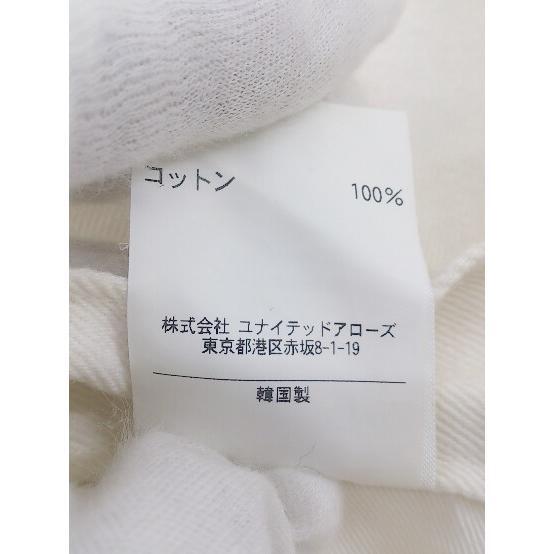 コットン 100%
株式会社 ユナイテッドアローズ
東京都港区赤坂8-1-19
韓国製